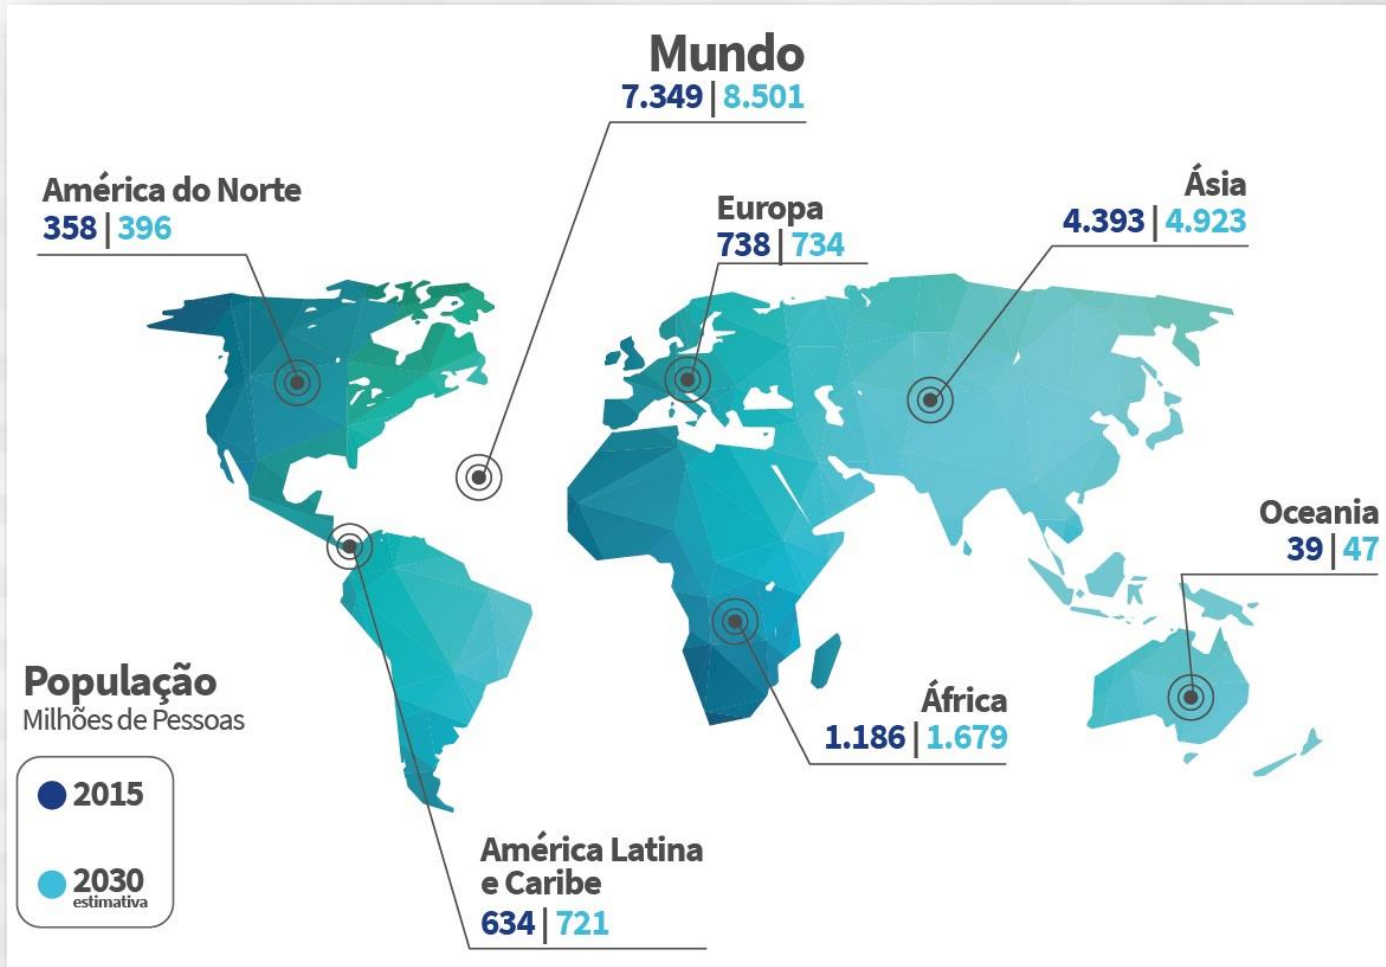 Mundo
7.349 | 8.501
América do Norte
358 | 396
Europa
738 | 734
Ásia
4.393 | 4.923
Oceania
39 | 47
África
1.186 | 1.679
América Latina
e Caribe
634 | 721
População
Milhões de Pessoas
2015
2030
estimativa